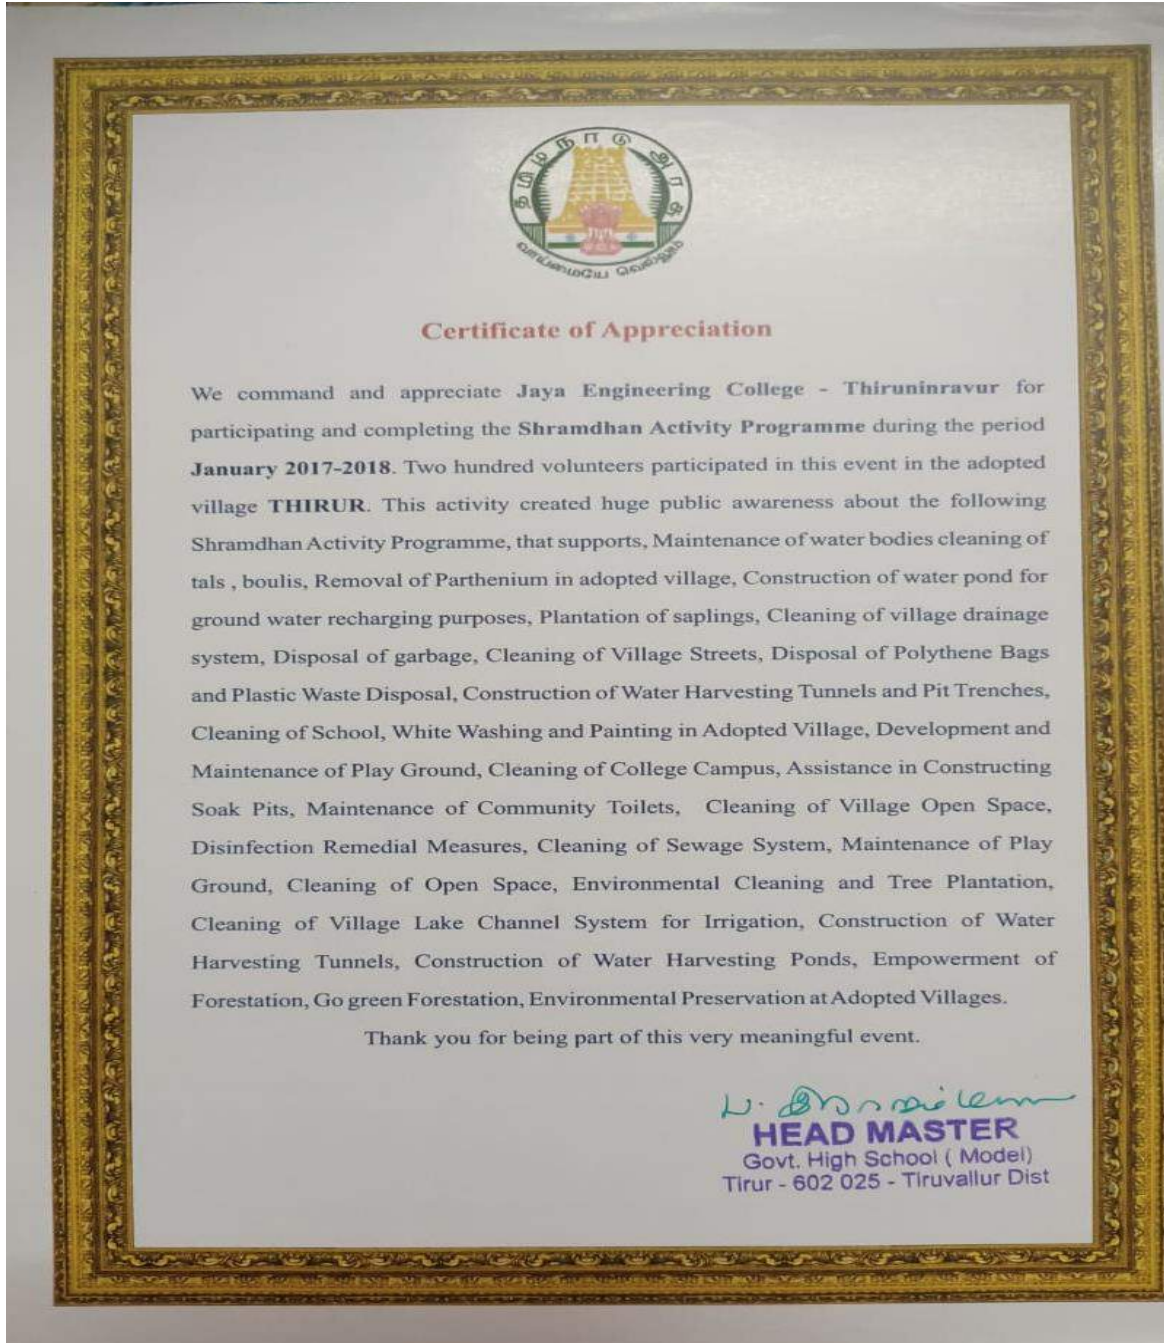 தமிழ்நாடு அரசு
வாய்மையே வெல்லும்
Certificate of Appreciation
We command and appreciate Jaya Engineering College - Thiruninravur for
participating and completing the Shramdhan Activity Programme during the period
January 2017-2018. Two hundred volunteers participated in this event in the adopted
village THIRUR. This activity created huge public awareness about the following
Shramdhan Activity Programme, that supports, Maintenance of water bodies cleaning of
tals , boulis, Removal of Parthenium in adopted village, Construction of water pond for
ground water recharging purposes, Plantation of saplings, Cleaning of village drainage
system, Disposal of garbage, Cleaning of Village Streets, Disposal of Polythene Bags
and Plastic Waste Disposal, Construction of Water Harvesting Tunnels and Pit Trenches,
Cleaning of School, White Washing and Painting in Adopted Village, Development and
Maintenance of Play Ground, Cleaning of College Campus, Assistance in Constructing
Soak Pits, Maintenance of Community Toilets, Cleaning of Village Open Space,
Disinfection Remedial Measures, Cleaning of Sewage System, Maintenance of Play
Ground, Cleaning of Open Space, Environmental Cleaning and Tree Plantation,
Cleaning of Village Lake Channel System for Irrigation, Construction of Water
Harvesting Tunnels, Construction of Water Harvesting Ponds, Empowerment of
Forestation, Go green Forestation, Environmental Preservation at Adopted Villages.
Thank you for being part of this very meaningful event.
HEAD MASTER
Govt. High School ( Model)
Tirur - 602 025 - Tiruvallur Dist